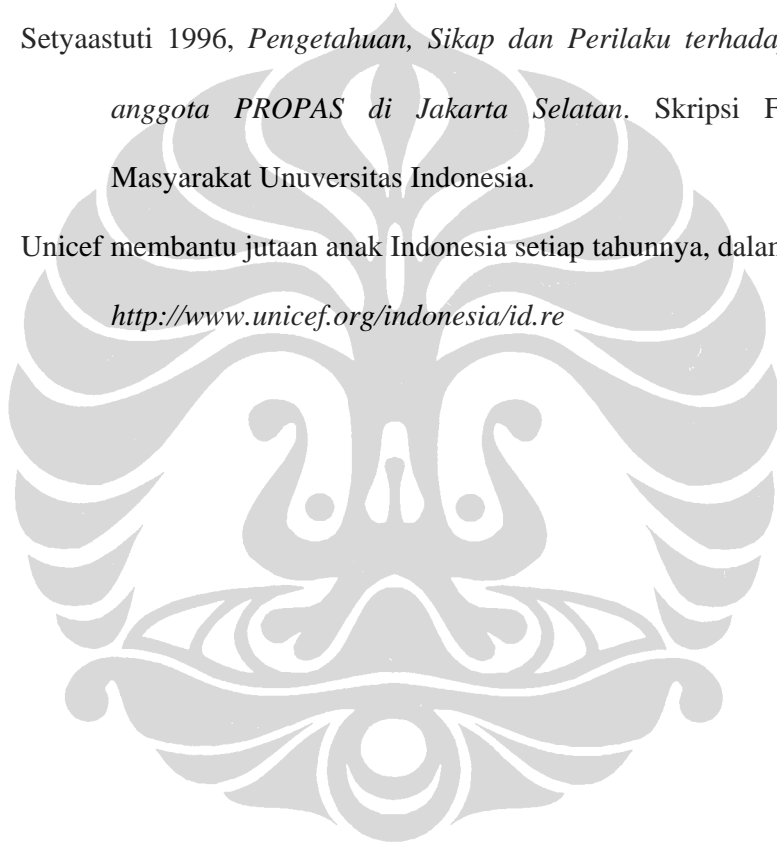 Setyaastuti 1996, Pengetahuan, Sikap dan Perilaku terhada
anggota PROPAS di Jakarta Selatan. Skripsi F
Masyarakat Unuversitas Indonesia.
Unicef membantu jutaan anak Indonesia setiap tahunnya, dalam
http://www.unicef.org/indonesia/id.re